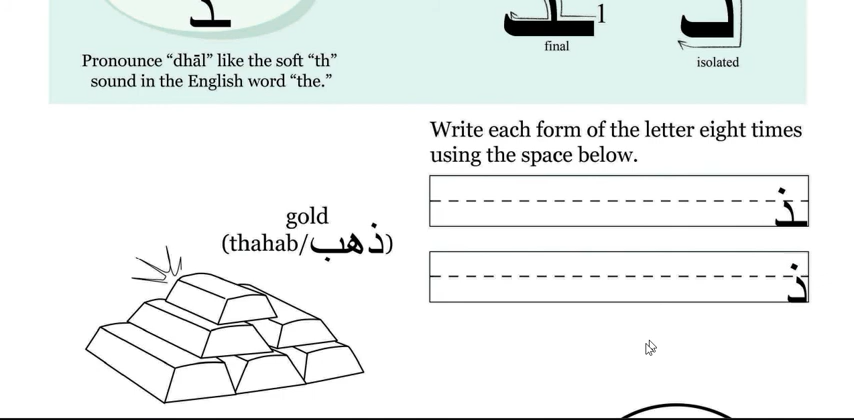 Pronounce “dhāl” like the soft “th”
sound in the English word “the.”
1
final
isolated
Write each form of the letter eight times
using the space below.
ـذ
ذ
gold
(thahab/ذهب)